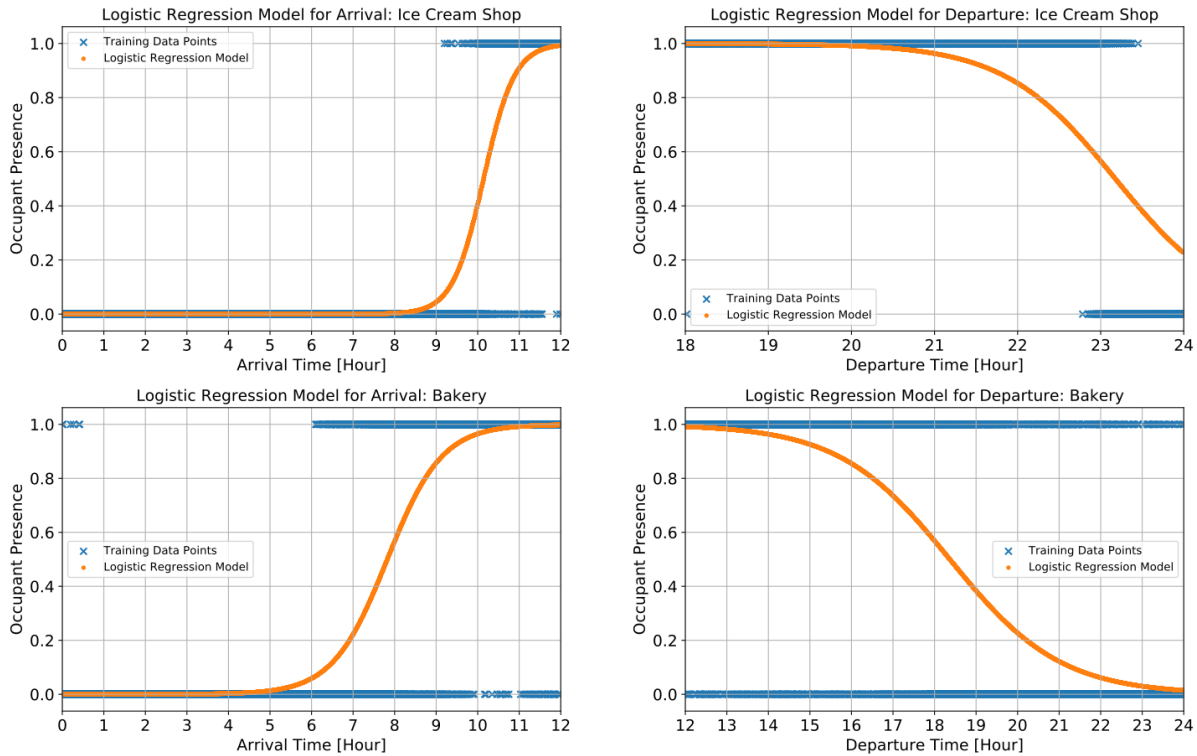 Logistic Regression Model for Arrival: Ice Cream Shop
1.0
0.8
0.6
0.4
0.2
0.0
Occupant Presence
Training Data Points
Logistic Regression Model
0 1 2 3 4 5 6 7 8 9 10 11 12
Arrival Time [Hour]
Logistic Regression Model for Departure: Ice Cream Shop
1.0
0.8
0.6
0.4
0.2
0.0
Occupant Presence
Training Data Points
Logistic Regression Model
18 19 20 21 22 23 24
Departure Time [Hour]
Logistic Regression Model for Arrival: Bakery
1.0
0.8
0.6
0.4
0.2
0.0
Occupant Presence
Training Data Points
Logistic Regression Model
0 1 2 3 4 5 6 7 8 9 10 11 12
Arrival Time [Hour]
Logistic Regression Model for Departure: Bakery
1.0
0.8
0.6
0.4
0.2
0.0
Occupant Presence
Training Data Points
Logistic Regression Model
12 13 14 15 16 17 18 19 20 21 22 23 24
Departure Time [Hour]